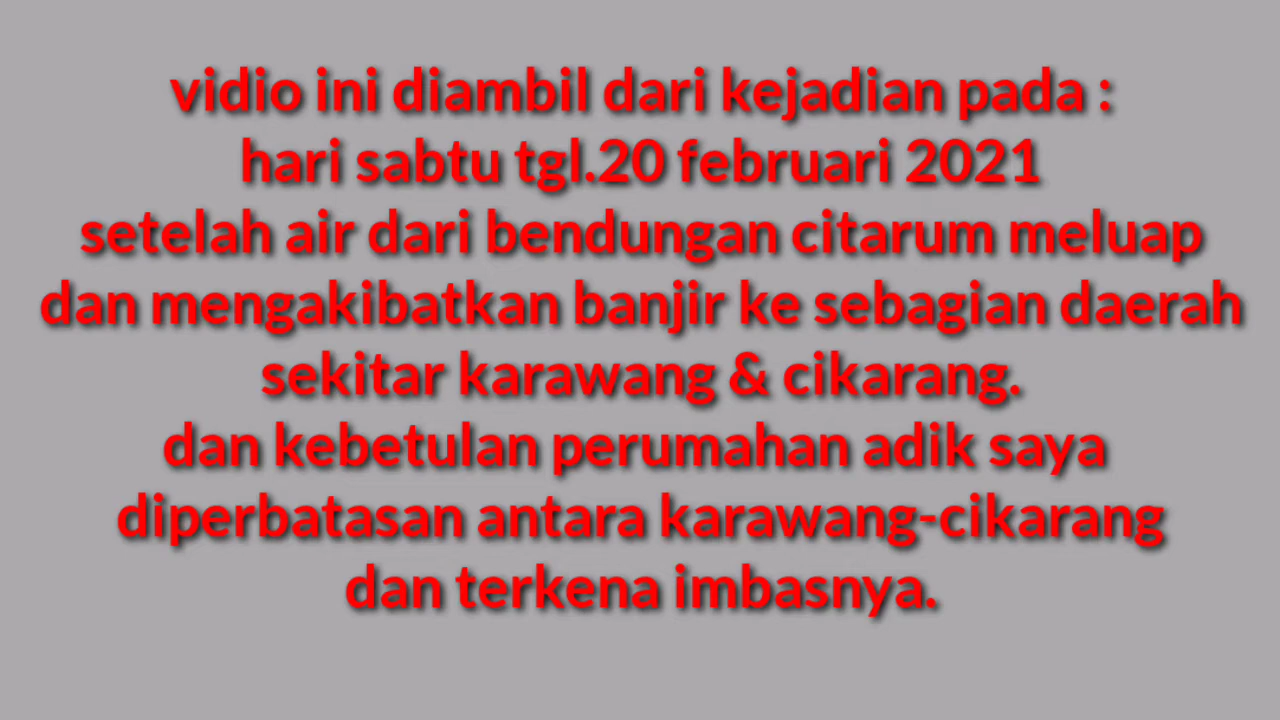 vidio ini diambil dari kejadian pada :
hari sabtu tgl.20 februari 2021
setelah air dari bendungan citarum meluap
dan mengakibatkan banjir ke sebagian daerah
sekitar karawang & cikarang.
dan kebetulan perumahan adik saya
diperbatasan antara karawang-cikarang
dan terkena imbasnya.